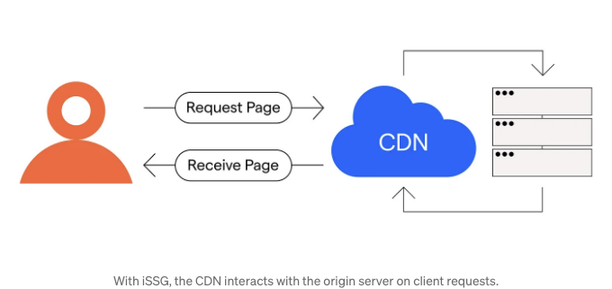 Request Page
CDN
Receive Page
With iSSG, the CDN interacts with the origin server on client requests.